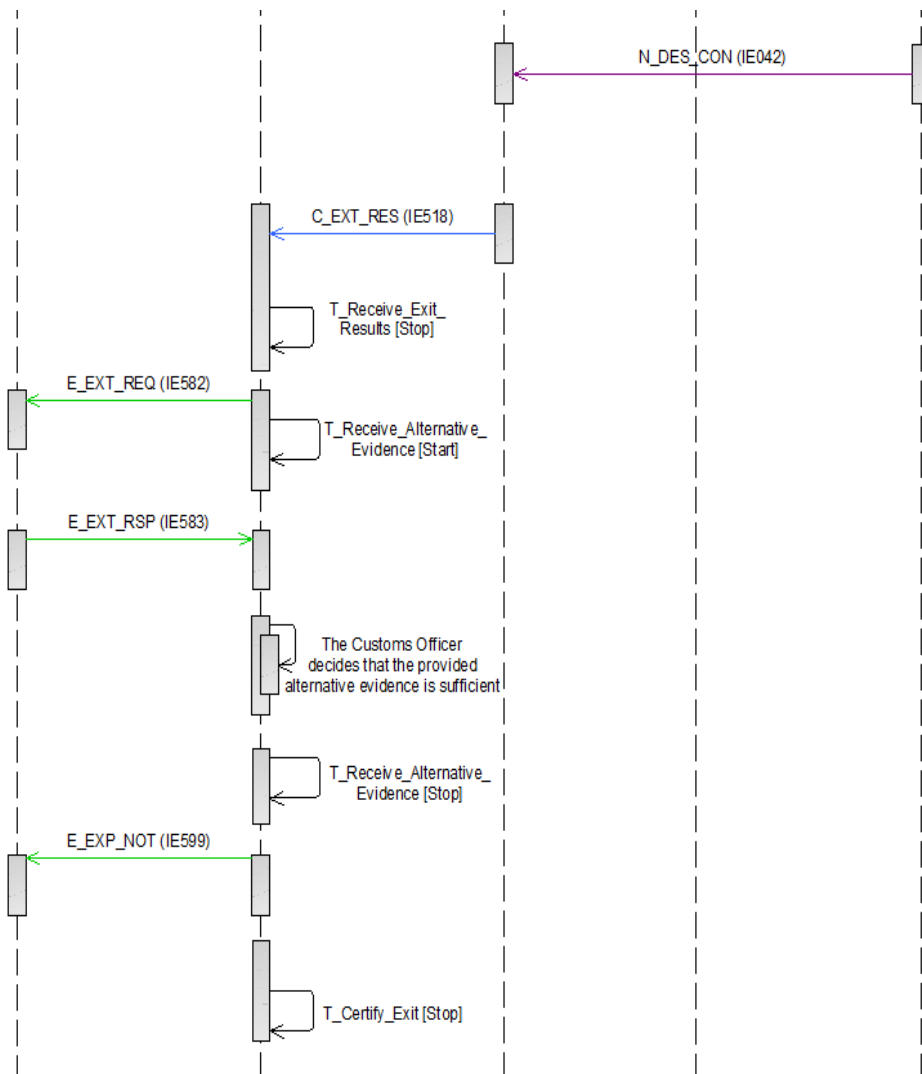 N_DES_CON (IE042)
C_EXT_RES (IE518)
T_Receive_Exit_
Results [Stop]
E_EXT_REQ (IE582)
T_Receive_Alternative_
Evidence [Start]
E_EXT_RSP (IE583)
The Customs Officer
decides that the provided
alternative evidence is sufficient
T_Receive_Alternative_
Evidence [Stop]
E_EXP_NOT (IE599)
T_Certify_Exit [Stop]